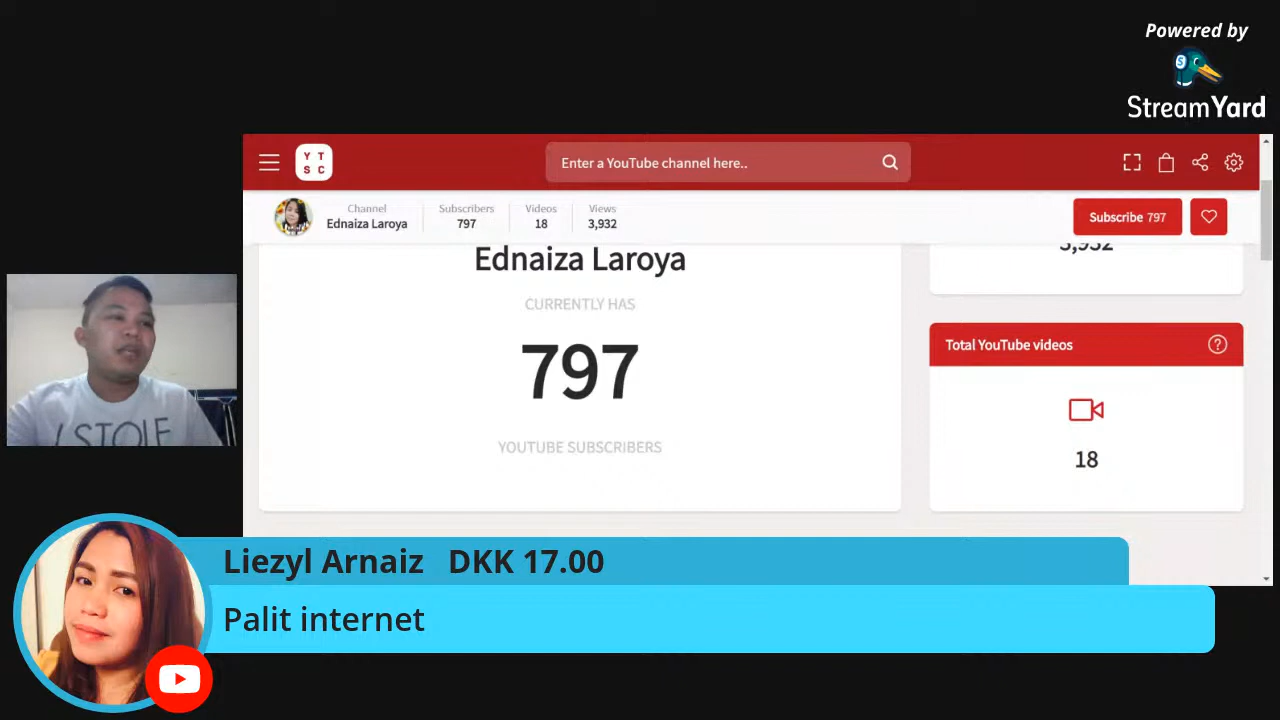 Powered by
StreamYard
Y T
S C
Enter a YouTube channel here..
Channel
Ednaiza Laroya
Subscribers
797
Videos
18
Views
3,932
Subscribe 797
Ednaiza Laroya
CURRENTLY HAS
797
YOUTUBE SUBSCRIBERS
3,932
Total YouTube videos
18
I STOLE
Liezyl Arnaiz DKK 17.00
Palit internet